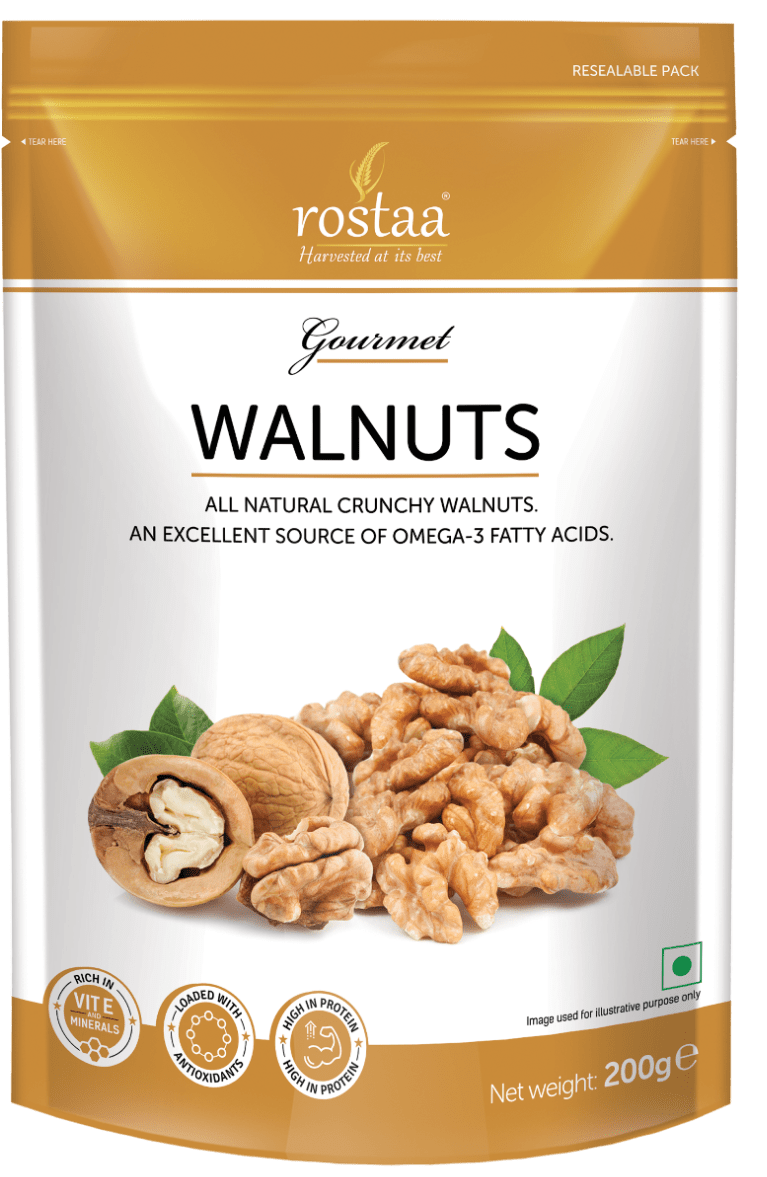 RESEALABLE PACK
TEAR HERE
TEAR HERE
rostaa®
Harvested at its best
Gourmet
WALNUTS
ALL NATURAL CRUNCHY WALNUTS.
AN EXCELLENT SOURCE OF OMEGA-3 FATTY ACIDS.
RICH IN
VIT E
AND
MINERALS
LOADED WITH
ANTIOXIDANTS
HIGH IN PROTEIN
HIGH IN PROTEIN
Image used for illustrative purpose only
Net weight: 200g ℮